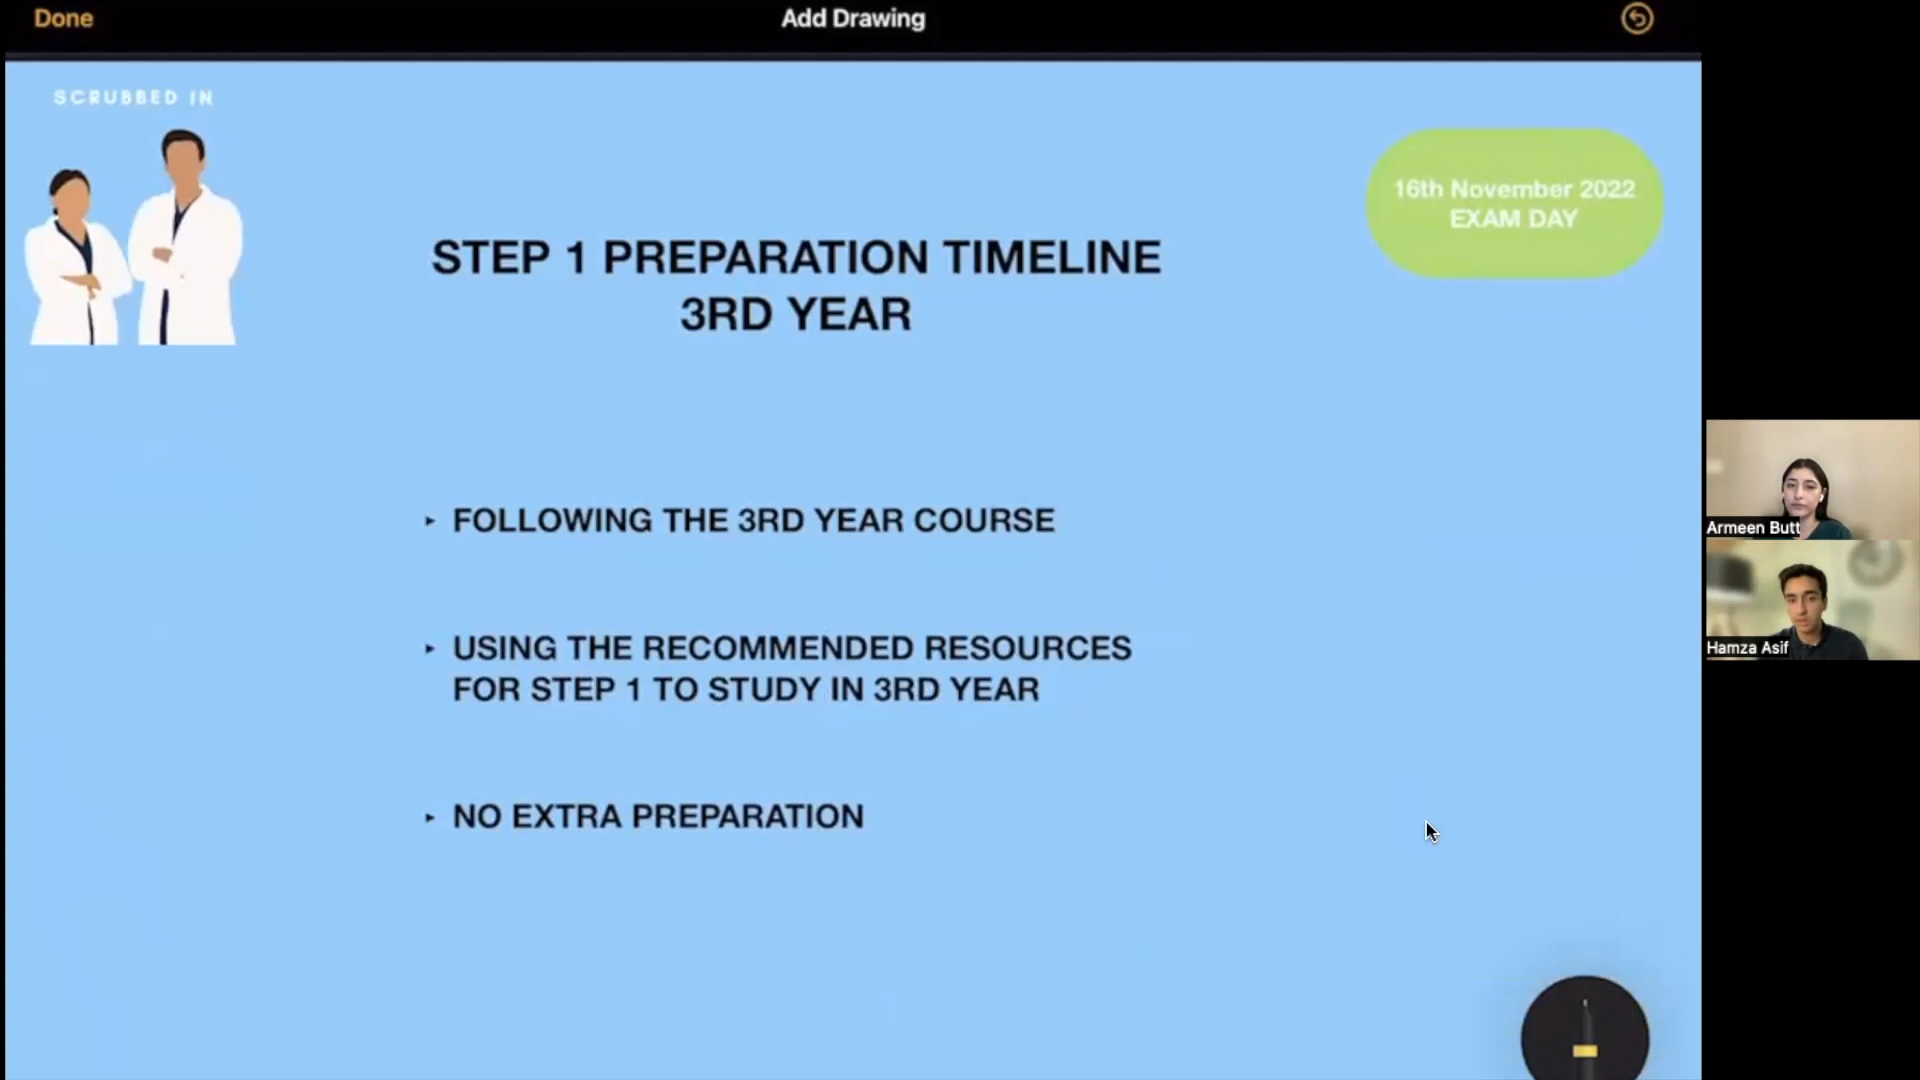 Done
Add Drawing
SCRUBBED IN
16th November 2022
EXAM DAY
STEP 1 PREPARATION TIMELINE
3RD YEAR
‣ FOLLOWING THE 3RD YEAR COURSE
‣ USING THE RECOMMENDED RESOURCES
FOR STEP 1 TO STUDY IN 3RD YEAR
‣ NO EXTRA PREPARATION
Armeen Butt
Hamza Asif